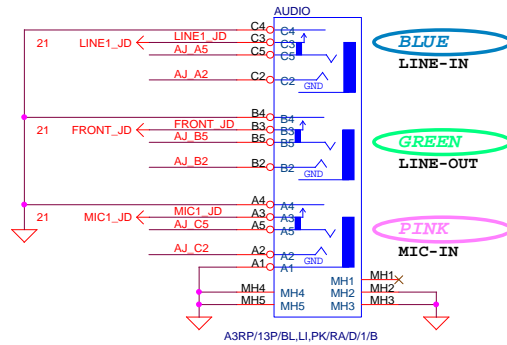 AUDIO
C4 C4
21 LINE1_JD LINE1_JD C3 C3 BLUE
AJ_A5 C5 C5 LINE-IN
AJ_A2 C2 C2
GND
B4 B4
21 FRONT_JD FRONT_JD B3 B3 GREEN
AJ_B5 B5 B5 LINE-OUT
AJ_B2 B2 B2
GND
A4 A4
21 MIC1_JD MIC1_JD A3 A3 PINK
AJ_C5 A5 A5 MIC-IN
AJ_C2 A2 A2
GND
A1 A1
MH1 MH1
MH4 MH4 MH2 MH2
MH5 MH5 MH3 MH3
A3RP/13P/BL,LI,PK/RA/D/1/B